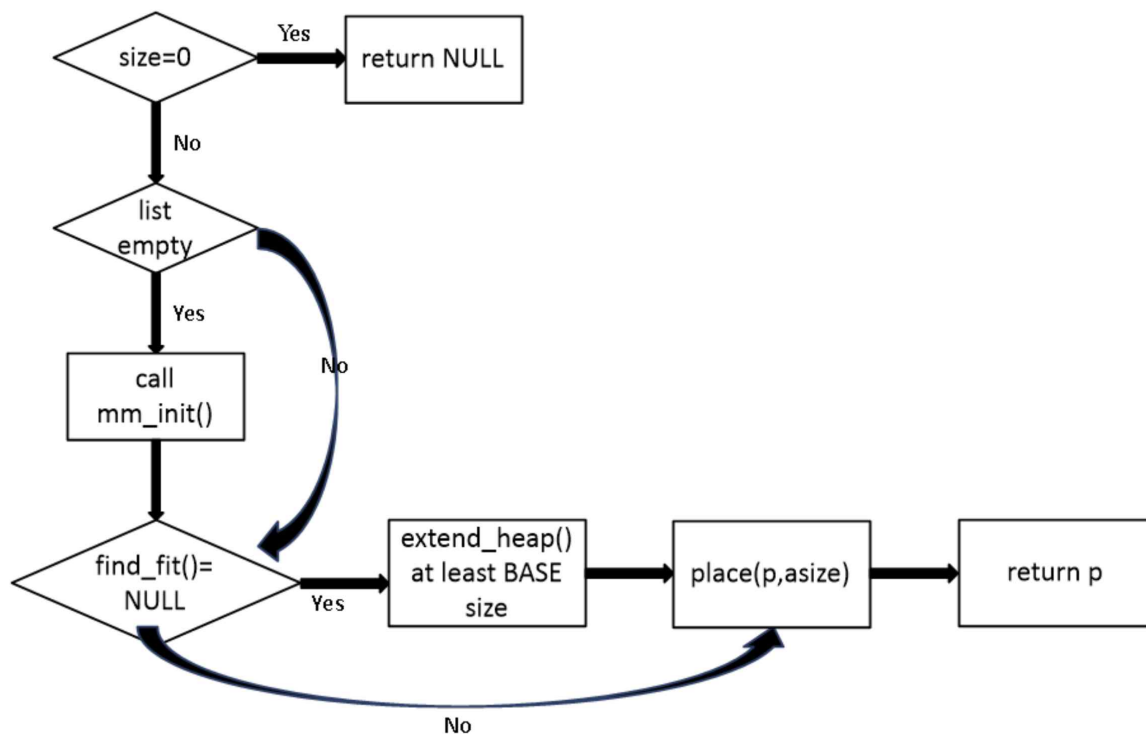 size=0
Yes
return NULL
No
list
empty
Yes
No
call
mm_init()
find_fit()=
NULL
Yes
extend_heap()
at least BASE
size
place(p,asize)
return p
No